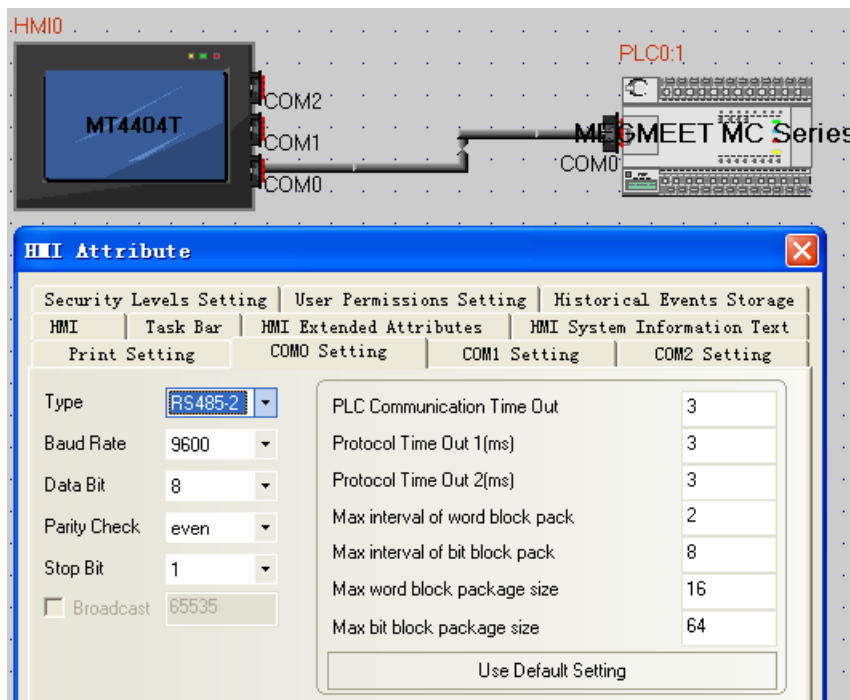 HMI0
PLC0:1
COM2
MT4404T
MEGMEET MC Series
COM1
COM0
COM0
HMI Attribute
Security Levels Setting User Permissions Setting Historical Events Storage
HMI Task Bar HMI Extended Attributes HMI System Information Text
Print Setting COM0 Setting COM1 Setting COM2 Setting
Type RS485-2 PLC Communication Time Out 3
Baud Rate 9600 Protocol Time Out 1(ms) 3
Data Bit 8 Protocol Time Out 2(ms) 3
Parity Check even Max interval of word block pack 2
Stop Bit 1 Max interval of bit block pack 8
Broadcast 65535 Max word block package size 16
Max bit block package size 64
Use Default Setting